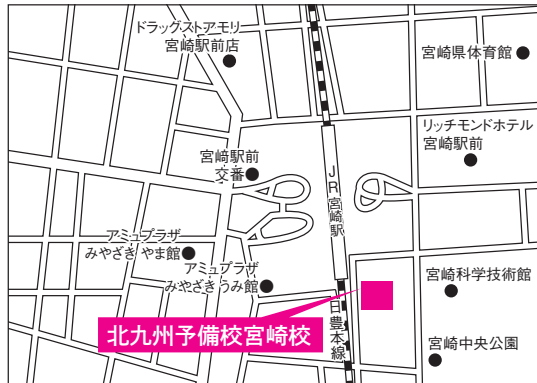 ドラッグストアモリ
宮崎駅前店
宮崎県体育館
リッチモンドホテル
宮崎駅前
宮﨑駅前
交番
JR宮崎駅
アミュプラザ
みやざき やま館
アミュプラザ
みやざき うみ館
宮崎科学技術館
日豊本線
北九州予備校宮崎校
宮崎中央公園